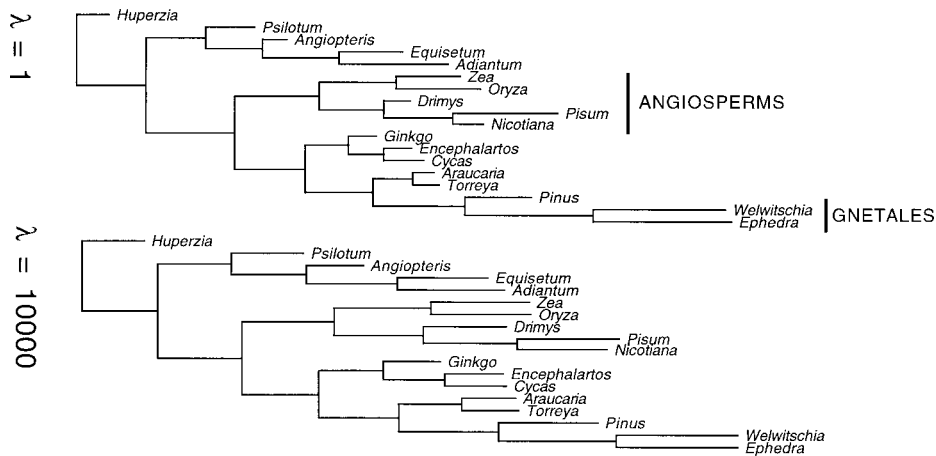 λ = 1
Huperzia
Psilotum
Angiopteris
Equisetum
Adiantum
Zea
Oryza
Drimys
Pisum
Nicotiana
ANGIOSPERMS
Ginkgo
Encephalartos
Cycas
Araucaria
Torreya
Pinus
Welwitschia
Ephedra
GNETALES
λ = 10000
Huperzia
Psilotum
Angiopteris
Equisetum
Adiantum
Zea
Oryza
Drimys
Pisum
Nicotiana
Ginkgo
Encephalartos
Cycas
Araucaria
Torreya
Pinus
Welwitschia
Ephedra